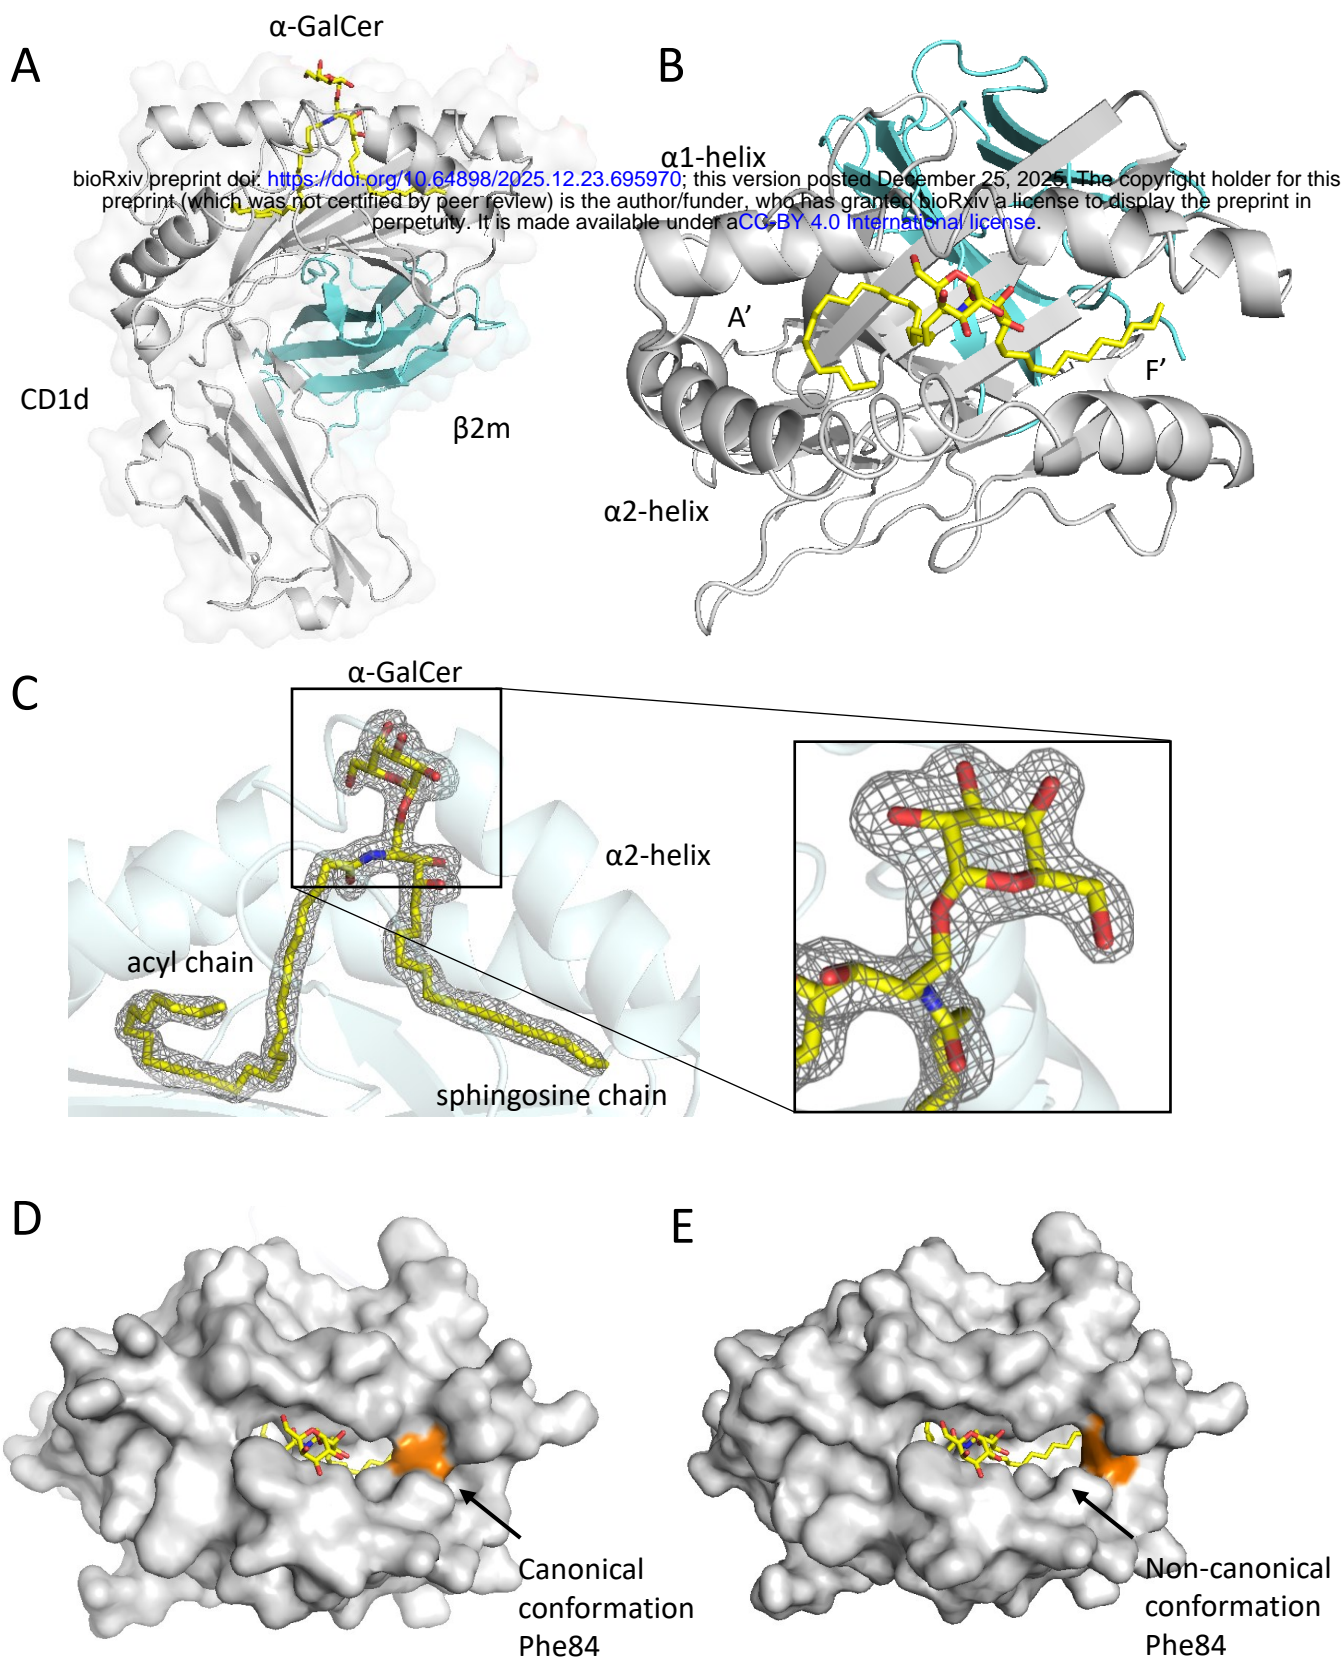 α-GalCer
A
B
α1-helix
bioRxiv preprint doi: https://doi.org/10.64898/2025.12.23.695970; this version posted December 25, 2025. The copyright holder for this
preprint (which was not certified by peer review) is the author/funder, who has granted bioRxiv a license to display the preprint in
perpetuity. It is made available under aCC-BY 4.0 International license.
A’
F’
CD1d
β2m
α2-helix
C
α-GalCer
α2-helix
acyl chain
sphingosine chain
D
E
Canonical
conformation
Phe84
Non-canonical
conformation
Phe84